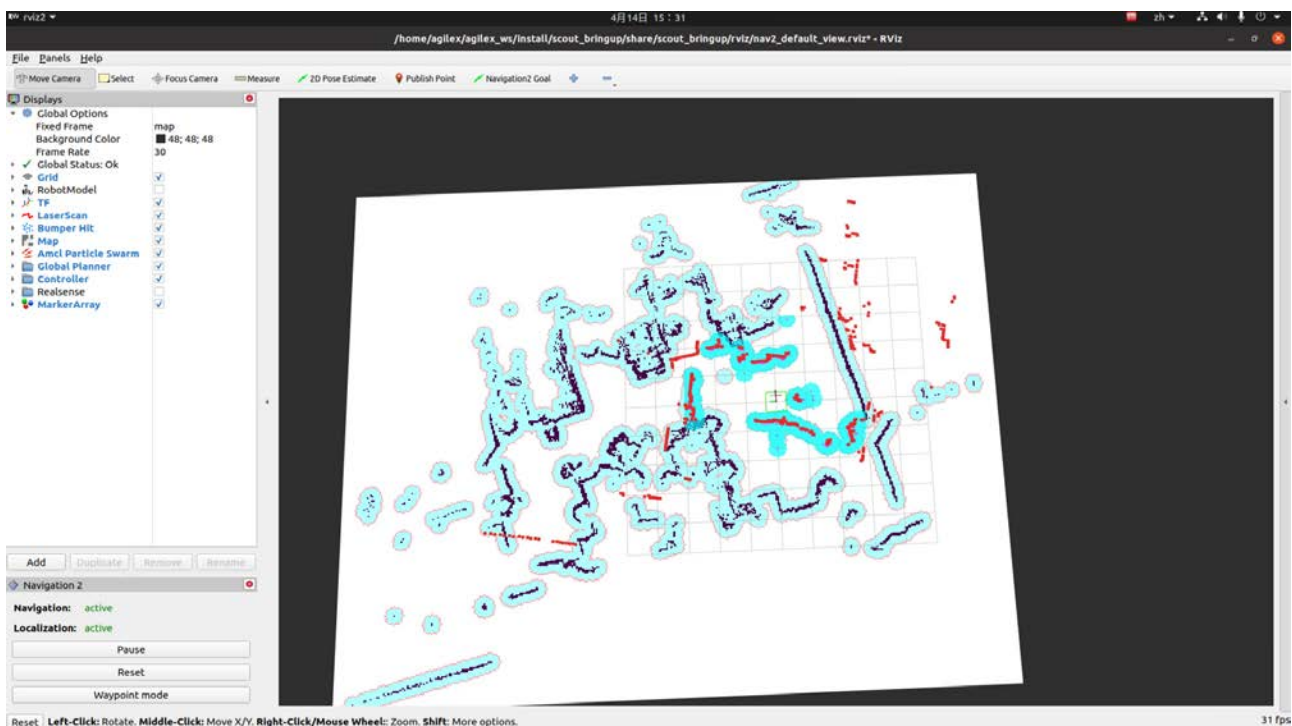 rviz2
4月14日 15：31
zh
/home/agilex/agilex_ws/install/scout_bringup/share/scout_bringup/rviz/nav2_default_view.rviz* - RViz
File Panels Help
Move Camera Select Focus Camera Measure 2D Pose Estimate Publish Point Navigation2 Goal
Displays
Global Options
Fixed Frame map
Background Color 48; 48; 48
Frame Rate 30
Global Status: Ok
Grid
RobotModel
TF
LaserScan
Bumper Hit
Map
Amcl Particle Swarm
Global Planner
Controller
Realsense
MarkerArray
Add Duplicate Remove Rename
Navigation 2
Navigation: active
Localization: active
Pause
Reset
Waypoint mode
Reset Left-Click: Rotate. Middle-Click: Move X/Y. Right-Click/Mouse Wheel:: Zoom. Shift: More options. 31 fps